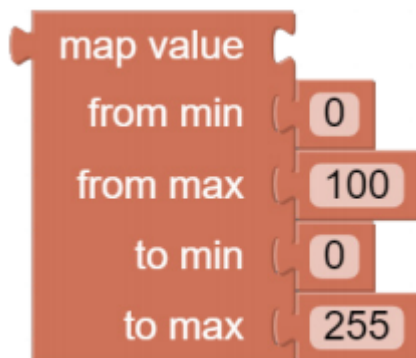 map value
from min 0
from max 100
to min 0
to max 255